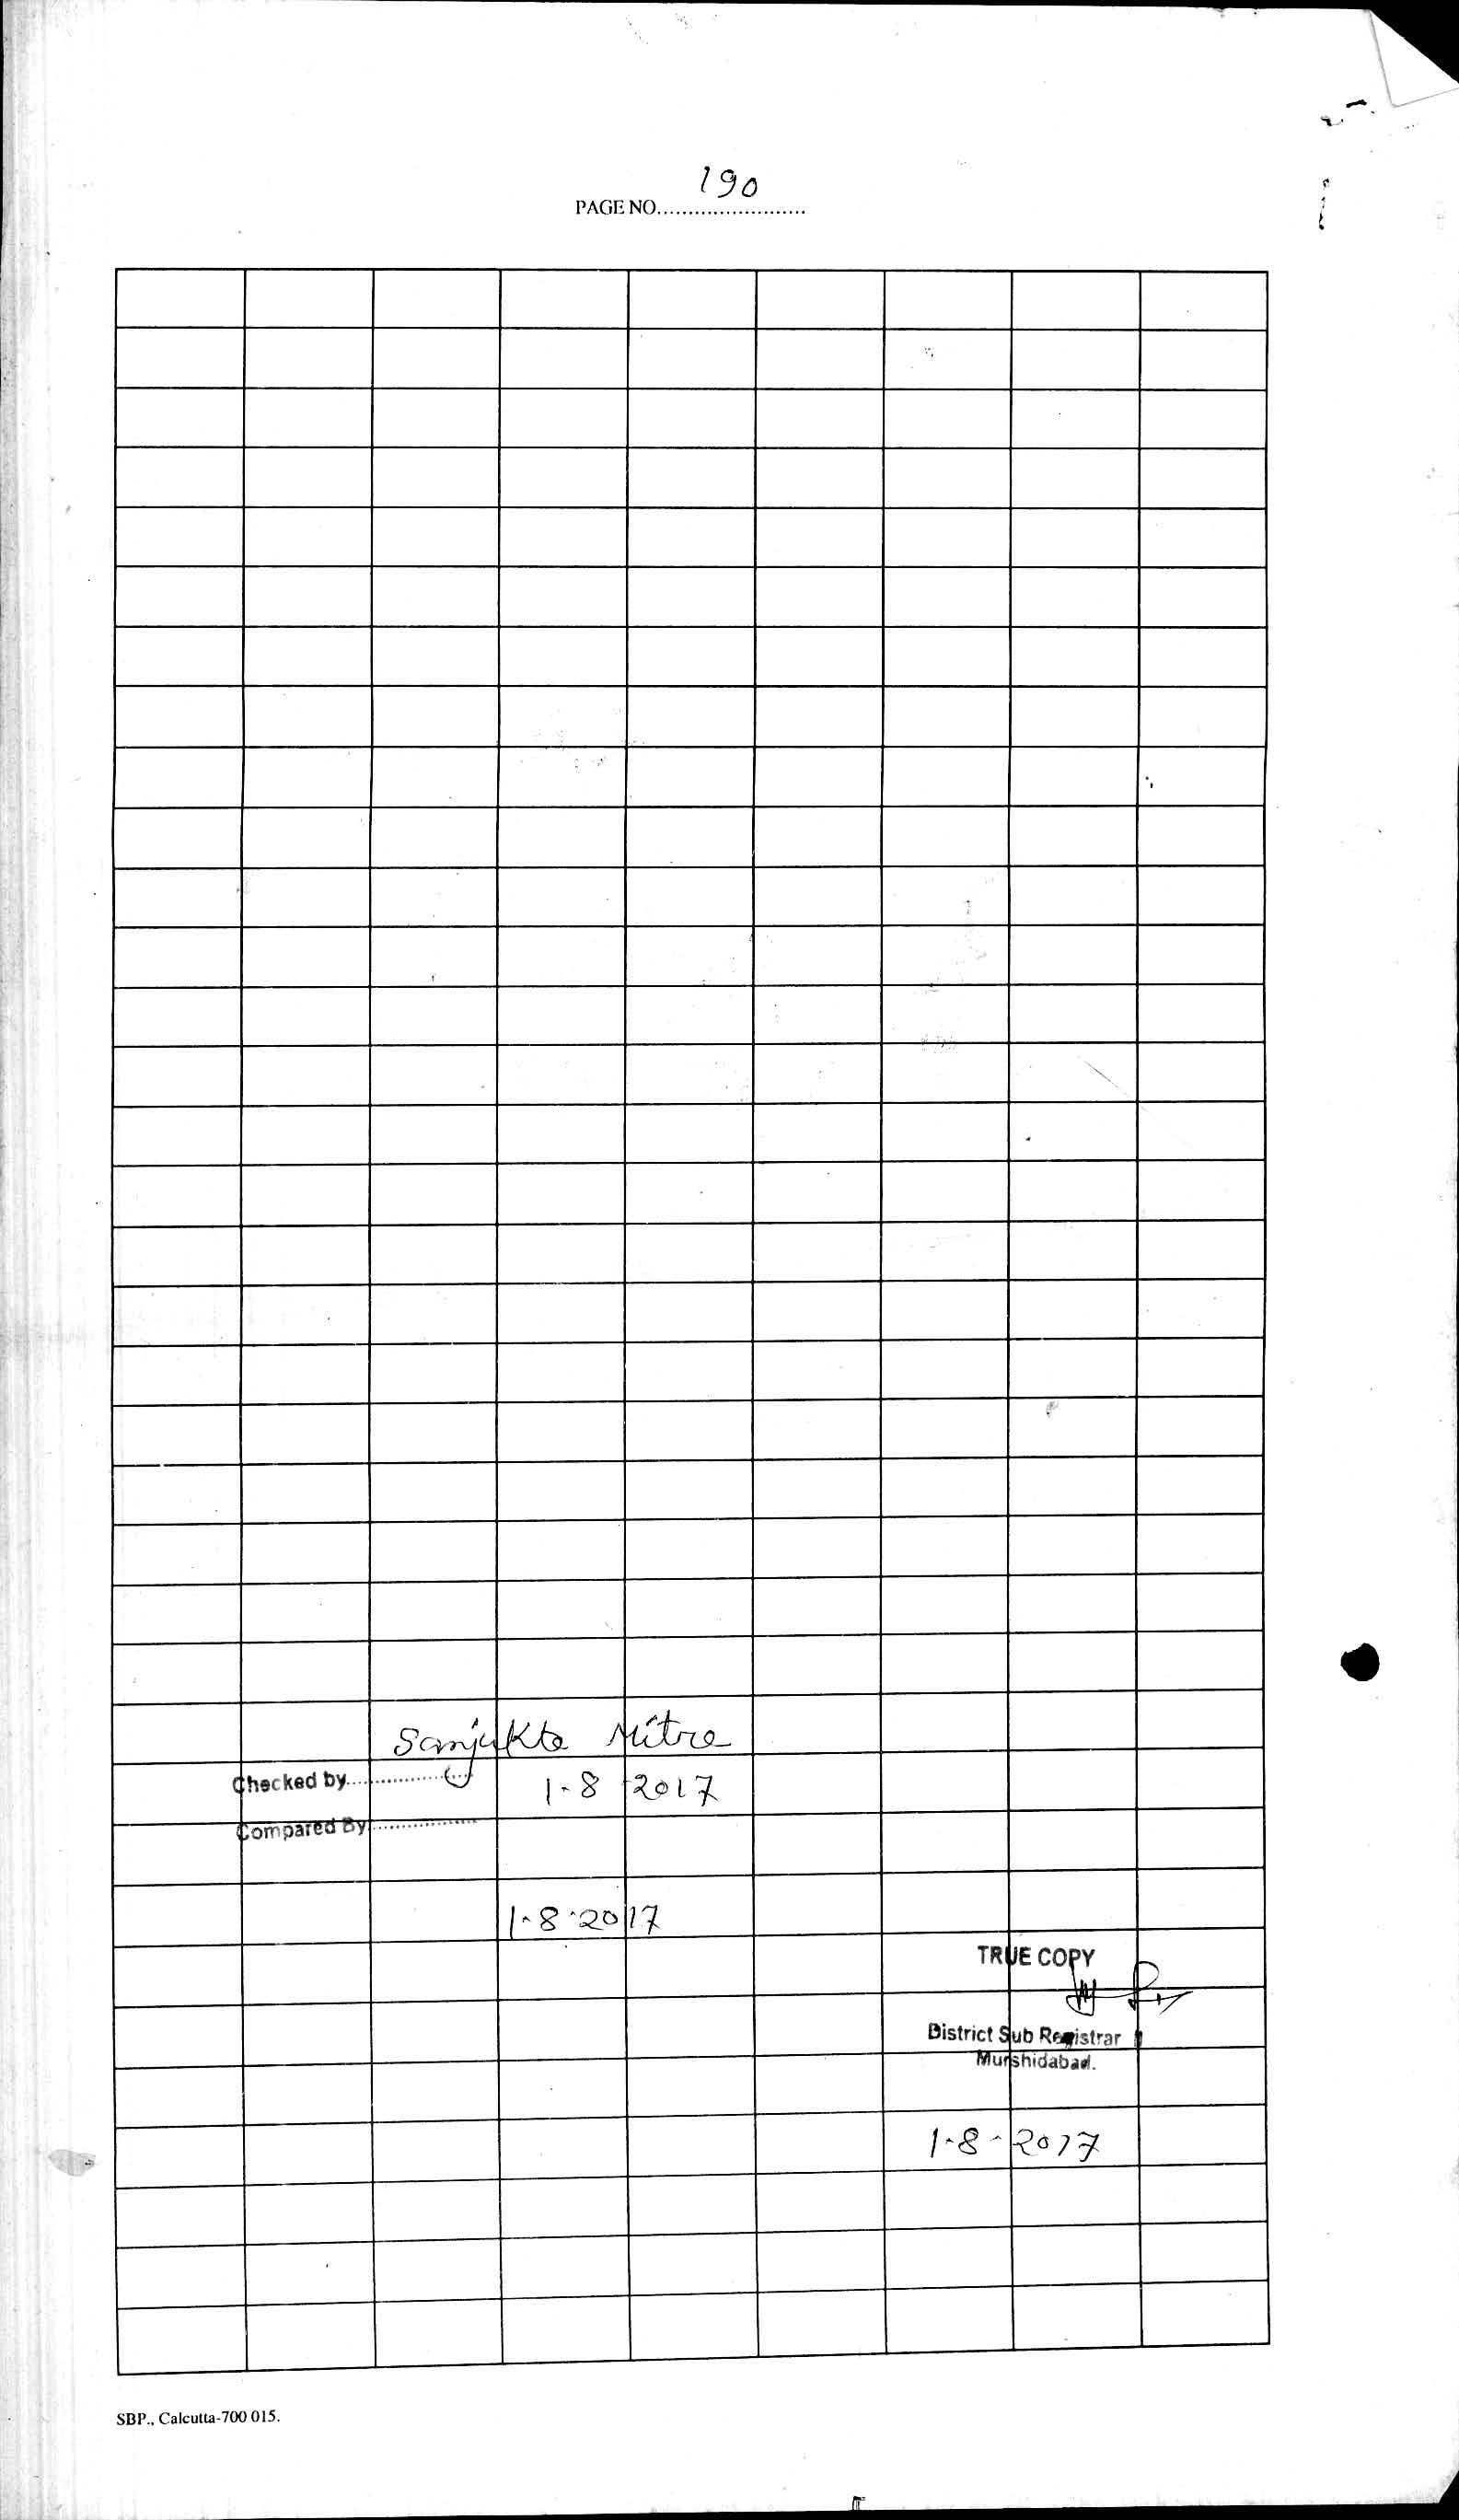 190
PAGE NO.........................
Sanjukta Mitra
Checked by.....................
1-8-2017
Compared By...................
1-8-2017
TRUE COPY
District Sub Registrar
Murshidabad.
1-8-2017
SBP., Calcutta-700 015.